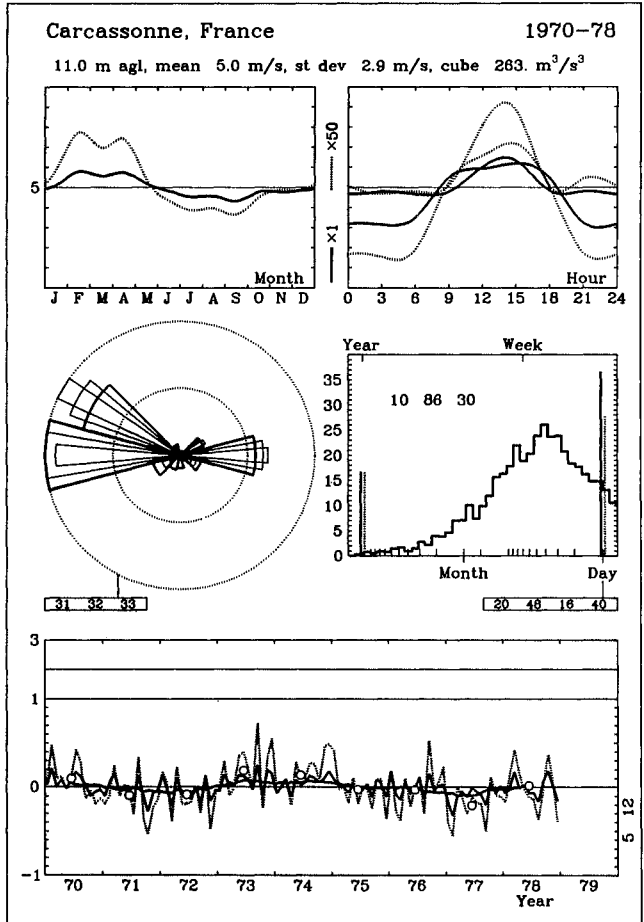 Carcassonne, France 1970-78
11.0 m agl, mean 5.0 m/s, st dev 2.9 m/s, cube 263. m³/s³
5
Month
J F M A M J J A S O N D
×1 ×50
Hour
0 3 6 9 12 15 18 21 24
Year Week
35
30
25
20
15
10
5
0
10 86 30
Month Day
31 32 33
20 48 16 40
3
1
0
-1
70 71 72 73 74 75 76 77 78 79
Year
5 12